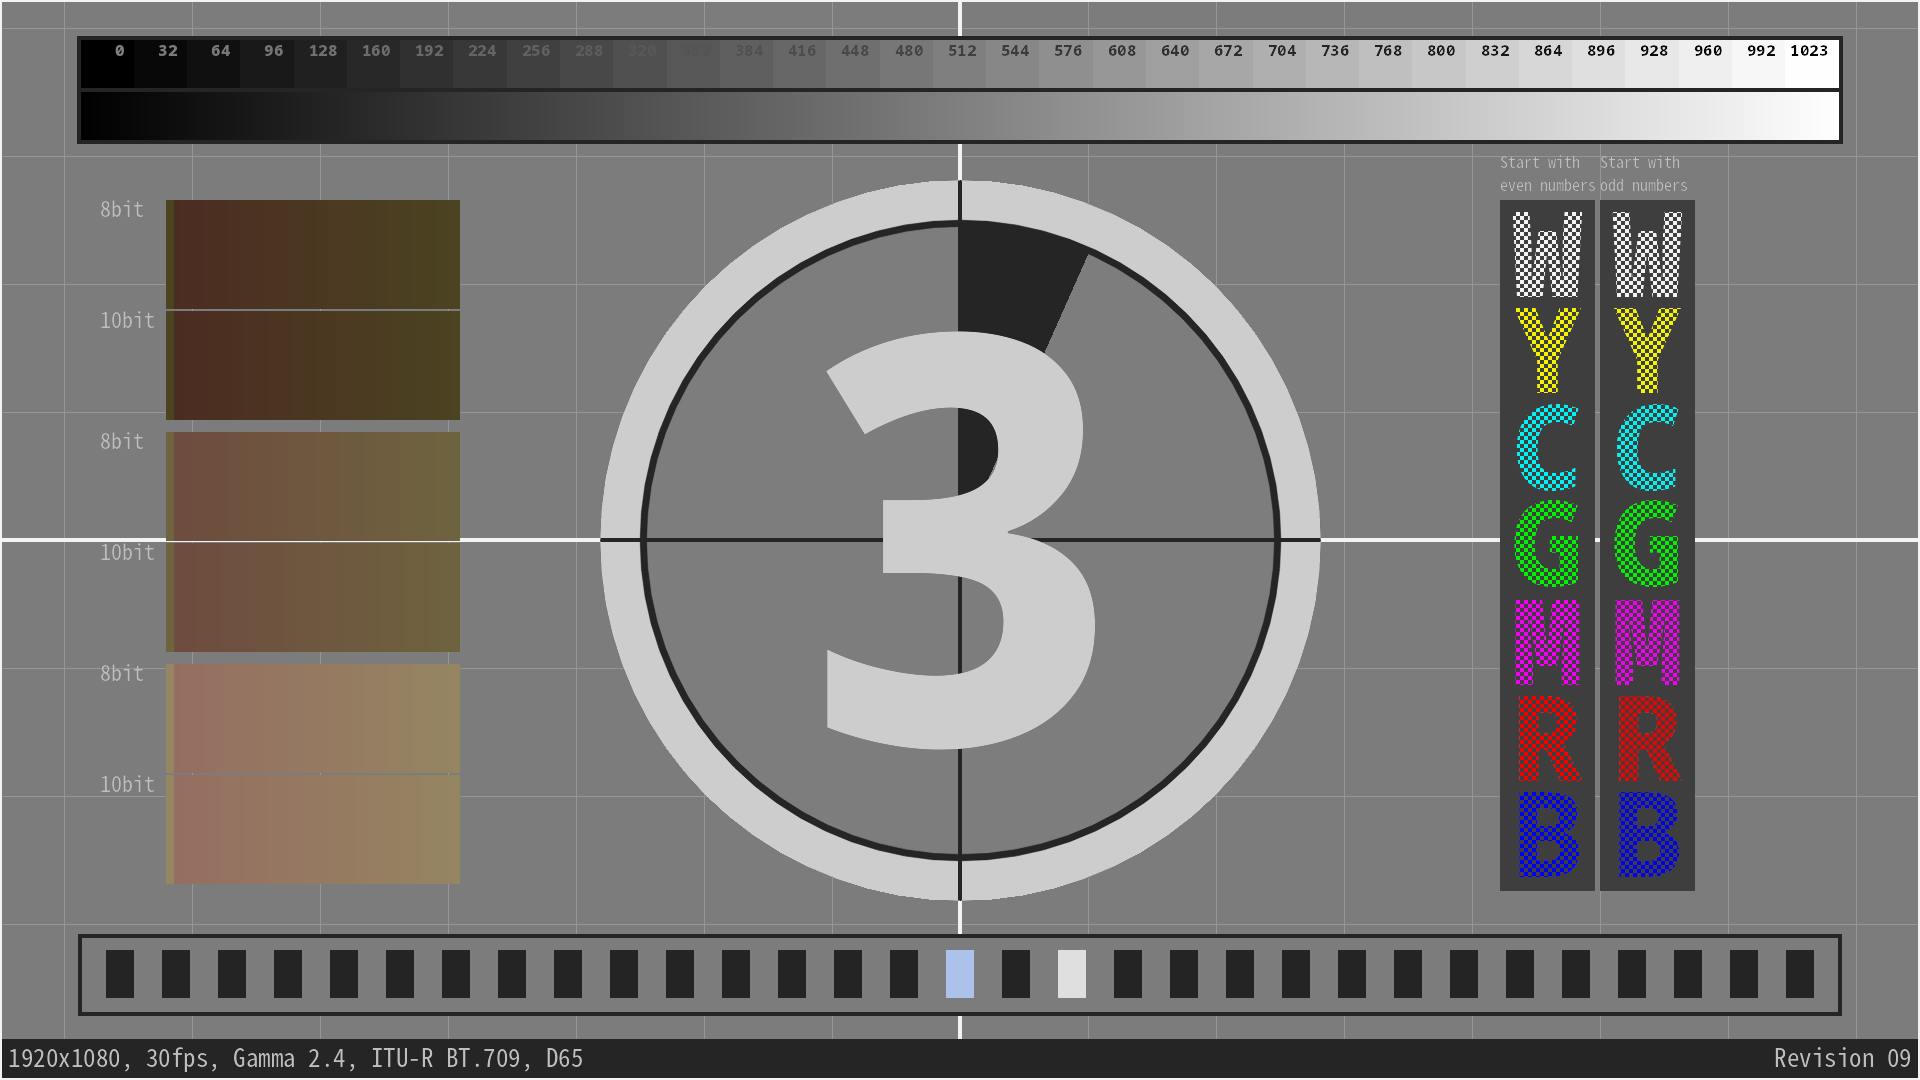 0 32 64 96 128 160 192 224 256 288 320 384 416 448 480 512 544 576 608 640 672 704 736 768 800 832 864 896 928 960 992 1023
Start with
even numbers
Start with
odd numbers
8bit
10bit
8bit
10bit
8bit
10bit
3
W W
Y Y
C C
G G
M M
R R
B B
1920x1080, 30fps, Gamma 2.4, ITU-R BT.709, D65
Revision 09